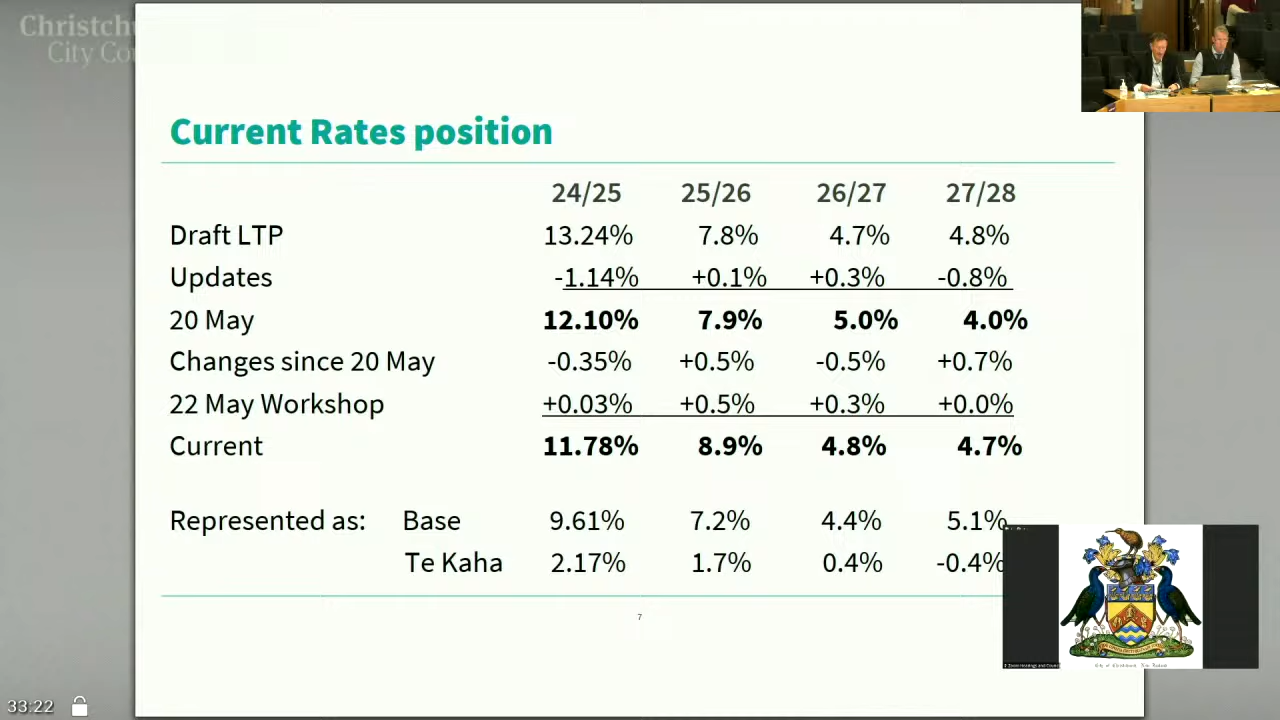 Christchu
City Cou
Current Rates position
24/25 25/26 26/27 27/28
Draft LTP 13.24% 7.8% 4.7% 4.8%
Updates -1.14% +0.1% +0.3% -0.8%
20 May 12.10% 7.9% 5.0% 4.0%
Changes since 20 May -0.35% +0.5% -0.5% +0.7%
22 May Workshop +0.03% +0.5% +0.3% +0.0%
Current 11.78% 8.9% 4.8% 4.7%
Represented as: Base 9.61% 7.2% 4.4% 5.1%
Te Kaha 2.17% 1.7% 0.4% -0.4%
7
33:22